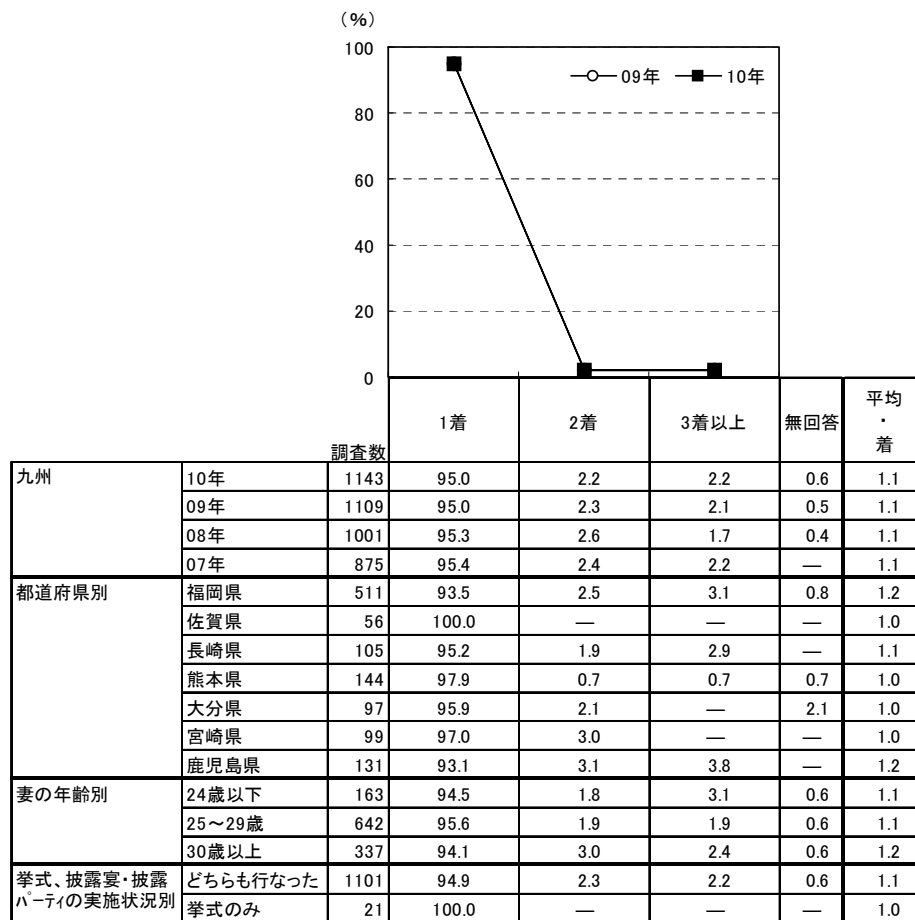 （％）
100
80
60
40
20
0
09年 10年
調査数 1着 2着 3着以上 無回答 平均・着
九州 10年 1143 95.0 2.2 2.2 0.6 1.1
09年 1109 95.0 2.3 2.1 0.5 1.1
08年 1001 95.3 2.6 1.7 0.4 1.1
07年 875 95.4 2.4 2.2 — 1.1
都道府県別 福岡県 511 93.5 2.5 3.1 0.8 1.2
佐賀県 56 100.0 — — — 1.0
長崎県 105 95.2 1.9 2.9 — 1.1
熊本県 144 97.9 0.7 0.7 0.7 1.0
大分県 97 95.9 2.1 — 2.1 1.0
宮崎県 99 97.0 3.0 — — 1.0
鹿児島県 131 93.1 3.1 3.8 — 1.2
妻の年齢別 24歳以下 163 94.5 1.8 3.1 0.6 1.1
25～29歳 642 95.6 1.9 1.9 0.6 1.1
30歳以上 337 94.1 3.0 2.4 0.6 1.2
挙式、披露宴・披露 どちらも行なった 1101 94.9 2.3 2.2 0.6 1.1
パーティの実施状況別 挙式のみ 21 100.0 — — — 1.0